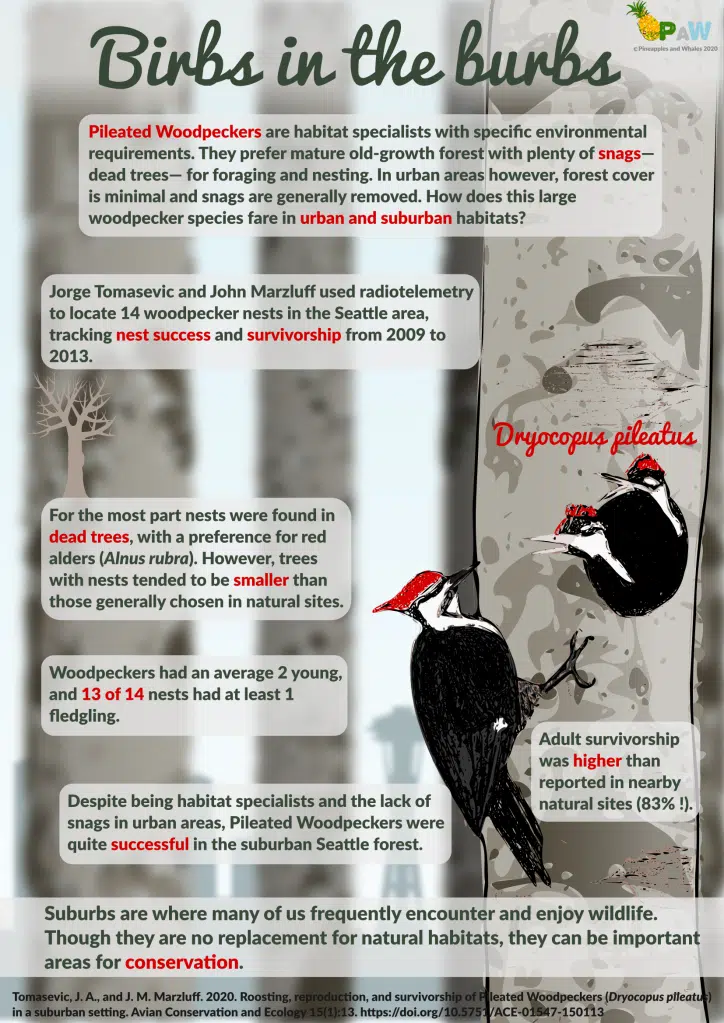 Birbs in the burbs
PaW
© Pineapples and Whales 2020
Pileated Woodpeckers are habitat specialists with specific environmental
requirements. They prefer mature old-growth forest with plenty of snags—
dead trees— for foraging and nesting. In urban areas however, forest cover
is minimal and snags are generally removed. How does this large
woodpecker species fare in urban and suburban habitats?
Jorge Tomasevic and John Marzluff used radiotelemetry
to locate 14 woodpecker nests in the Seattle area,
tracking nest success and survivorship from 2009 to
2013.
Dryocopus pileatus
For the most part nests were found in
dead trees, with a preference for red
alders (Alnus rubra). However, trees
with nests tended to be smaller than
those generally chosen in natural sites.
Woodpeckers had an average 2 young,
and 13 of 14 nests had at least 1
fledgling.
Adult survivorship
was higher than
reported in nearby
natural sites (83% !).
Despite being habitat specialists and the lack of
snags in urban areas, Pileated Woodpeckers were
quite successful in the suburban Seattle forest.
Suburbs are where many of us frequently encounter and enjoy wildlife.
Though they are no replacement for natural habitats, they can be important
areas for conservation.
Tomasevic, J. A., and J. M. Marzluff. 2020. Roosting, reproduction, and survivorship of Pileated Woodpeckers (Dryocopus pileatus)
in a suburban setting. Avian Conservation and Ecology 15(1):13. https://doi.org/10.5751/ACE-01547-150113